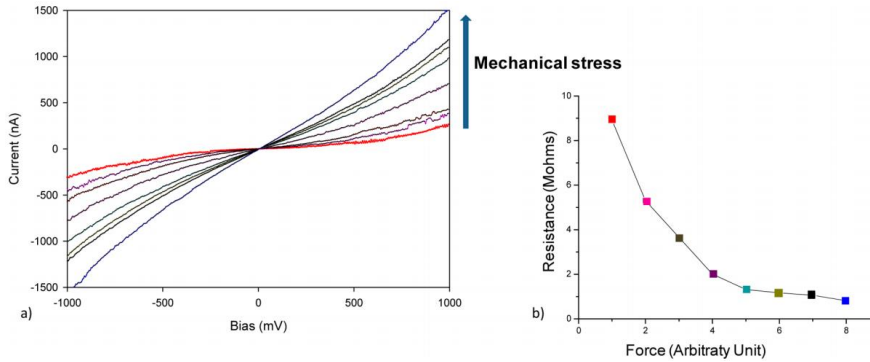 1500
1000
500
0
-500
-1000
-1500
Current (nA)
-1000 -500 0 500 1000
Bias (mV)
a)
Mechanical stress
10
8
6
4
2
0
Resistance (Mohms)
0 2 4 6 8
Force (Arbitraty Unit)
b)